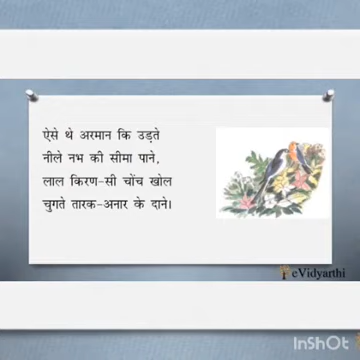 ऐसे थे अरमान कि उड़ते
नीले नभ की सीमा पाने,
लाल किरण-सी चोंच खोल
चुगते तारक-अनार के दाने।
eVidyarthi
InShOt